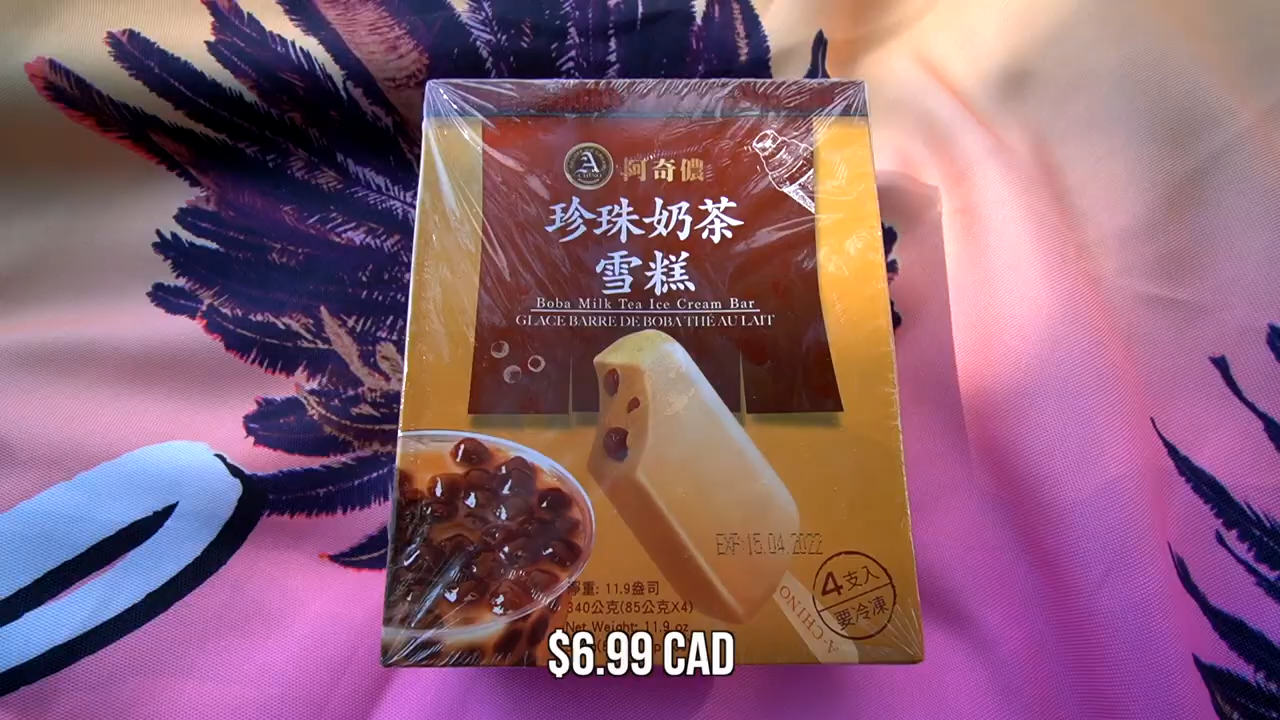 A
阿奇儂
珍珠奶茶
雪糕
Boba Milk Tea Ice Cream Bar
GLACE BARRE DE BOBA THÉ AU LAIT
EXP: 15.04.2022
4支入
要冷凍
A-CHINO
淨重: 11.9盎司
340公克(85公克X4)
Net Weight: 11.9 oz
$6.99 CAD